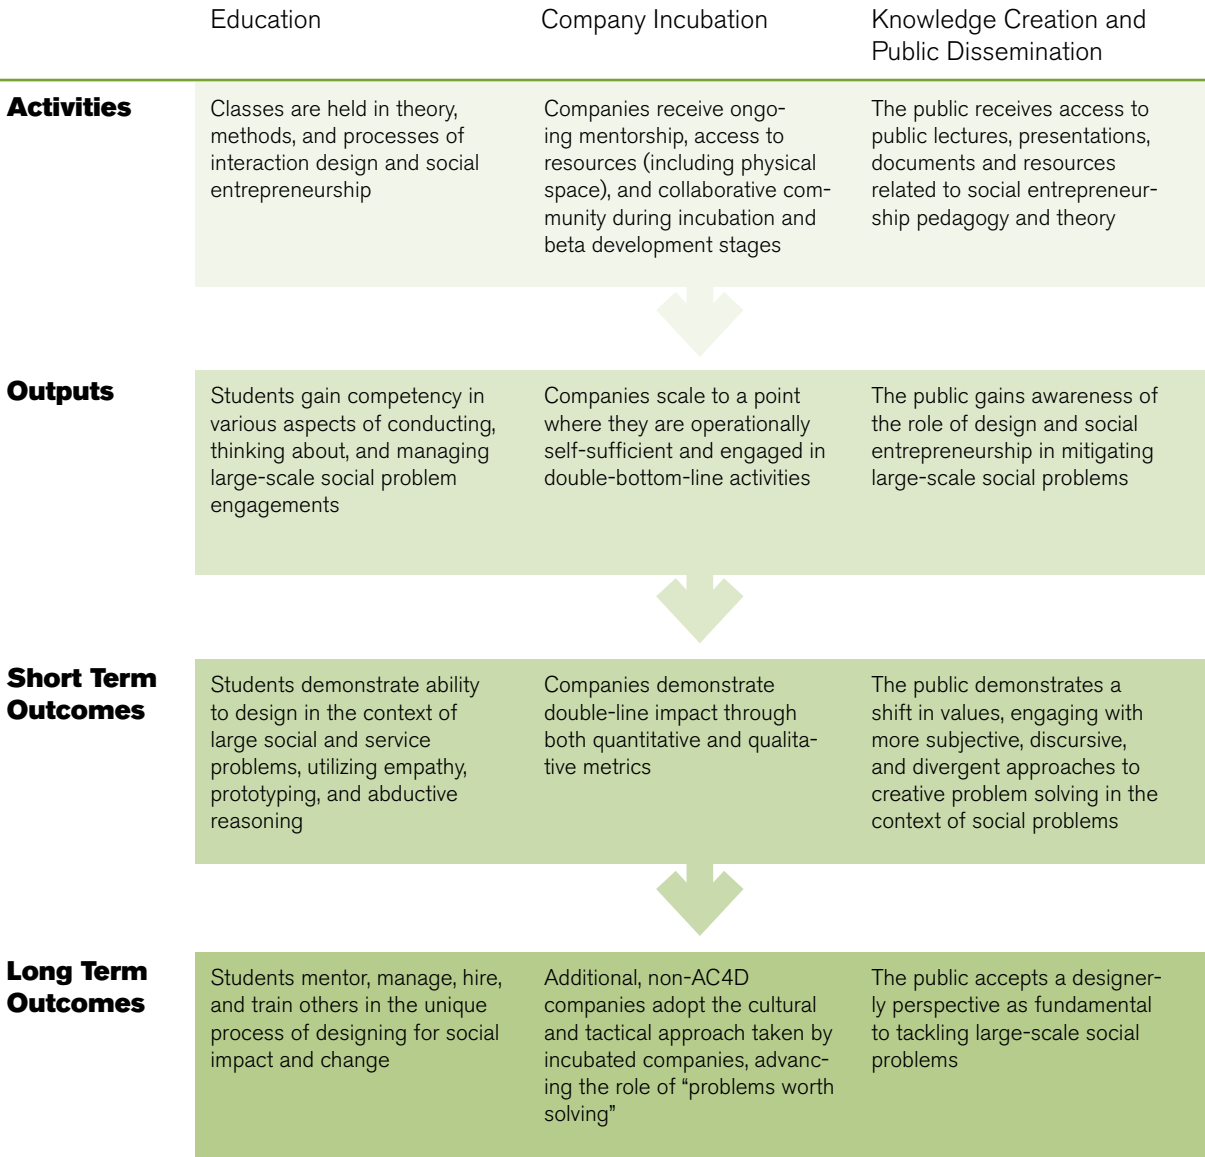 Education
Company Incubation
Knowledge Creation and
Public Dissemination
Activities
Classes are held in theory,
methods, and processes of
interaction design and social
entrepreneurship
Companies receive ongo-
ing mentorship, access to
resources (including physical
space), and collaborative com-
munity during incubation and
beta development stages
The public receives access to
public lectures, presentations,
documents and resources
related to social entrepreneur-
ship pedagogy and theory
Outputs
Students gain competency in
various aspects of conducting,
thinking about, and managing
large-scale social problem
engagements
Companies scale to a point
where they are operationally
self-sufficient and engaged in
double-bottom-line activities
The public gains awareness of
the role of design and social
entrepreneurship in mitigating
large-scale social problems
Short Term
Outcomes
Students demonstrate ability
to design in the context of
large social and service
problems, utilizing empathy,
prototyping, and abductive
reasoning
Companies demonstrate
double-line impact through
both quantitative and qualita-
tive metrics
The public demonstrates a
shift in values, engaging with
more subjective, discursive,
and divergent approaches to
creative problem solving in the
context of social problems
Long Term
Outcomes
Students mentor, manage, hire,
and train others in the unique
process of designing for social
impact and change
Additional, non-AC4D
companies adopt the cultural
and tactical approach taken by
incubated companies, advanc-
ing the role of “problems worth
solving”
The public accepts a designer-
ly perspective as fundamental
to tackling large-scale social
problems